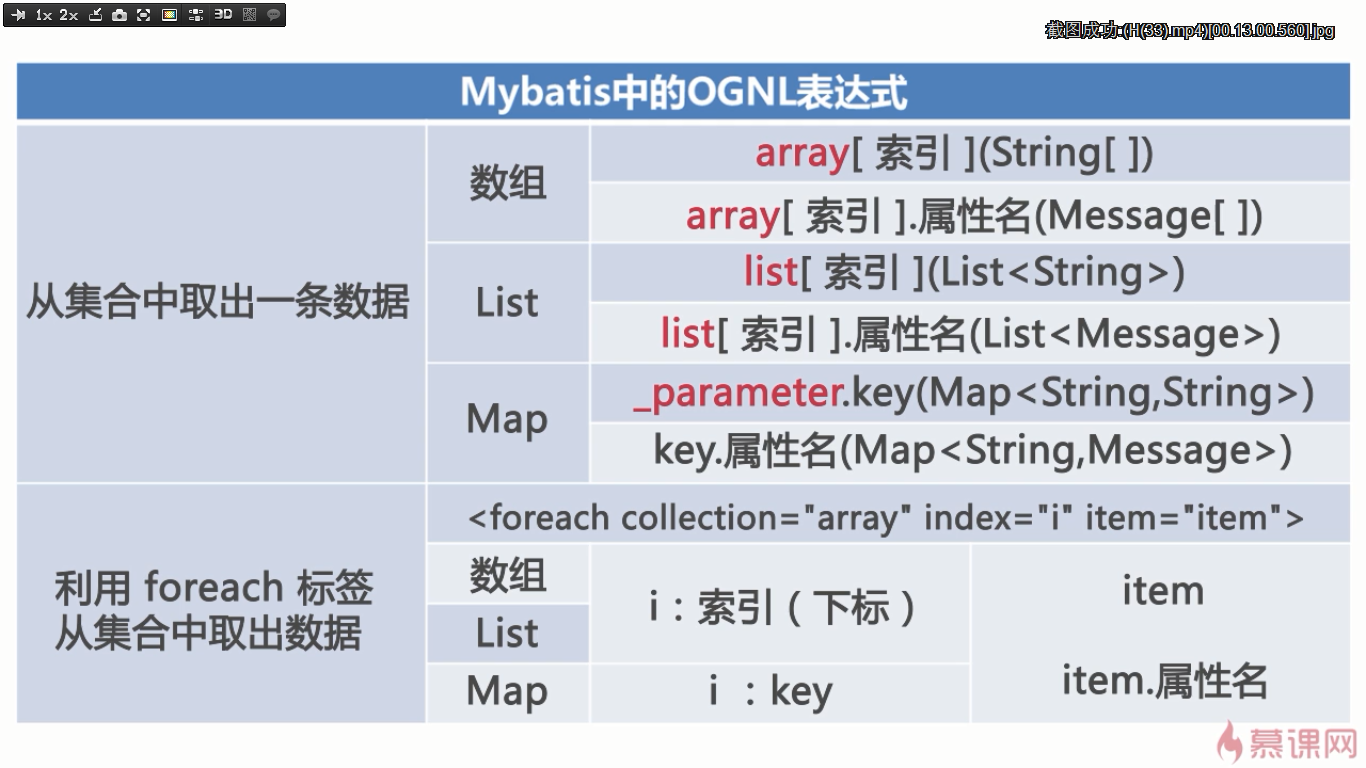 1x 2x 3D
截图成功:(H(33).mp4)[00.13.00.560].jpg
Mybatis中的OGNL表达式
从集合中取出一条数据
数组
array[ 索引 ](String[ ])
array[ 索引 ].属性名(Message[ ])
List
list[ 索引 ](List<String>)
list[ 索引 ].属性名(List<Message>)
Map
_parameter.key(Map<String,String>)
key.属性名(Map<String,Message>)
利用 foreach 标签
从集合中取出数据
<foreach collection="array" index="i" item="item">
数组
List
i：索引（下标）
Map
i ：key
item
item.属性名
慕课网